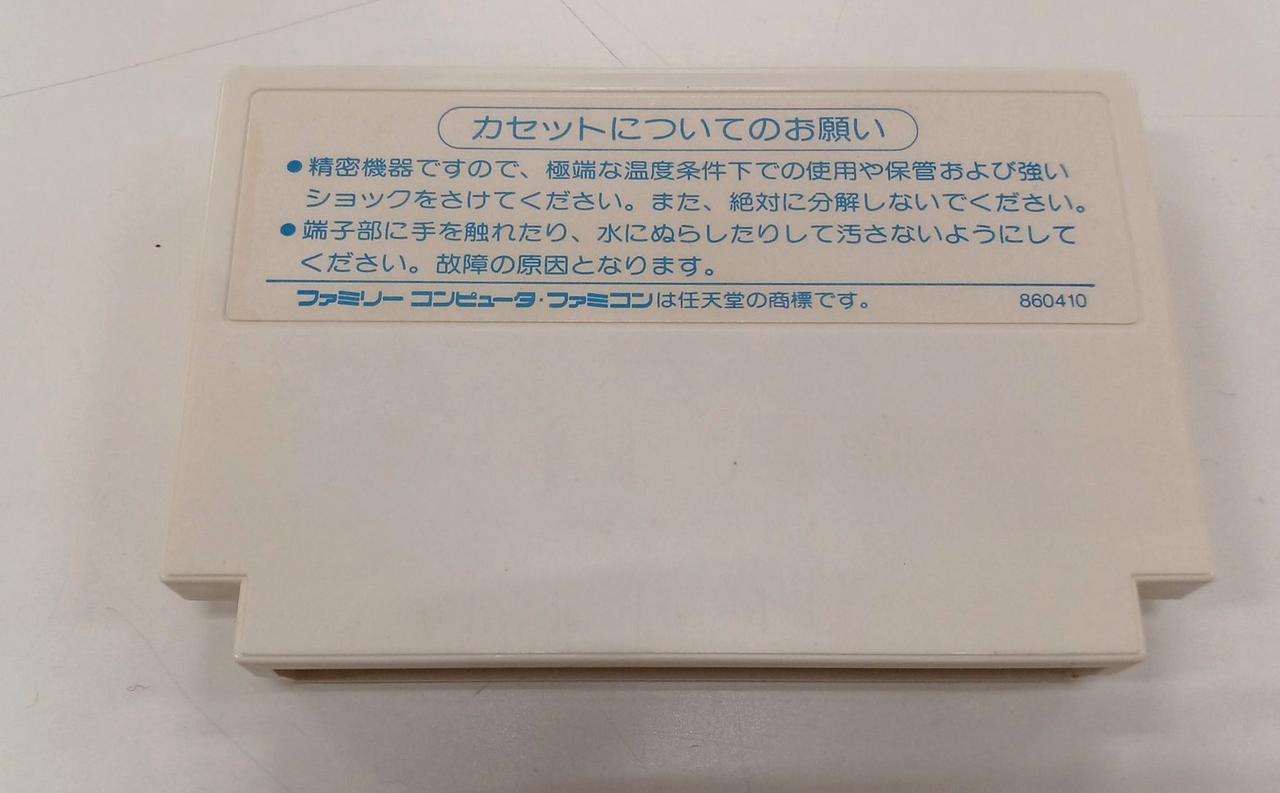 カセットについてのお願い
●精密機器ですので、極端な温度条件下での使用や保管および強い
ショックをさけてください。また、絶対に分解しないでください。
●端子部に手を触れたり、水にぬらしたりして汚さないようにして
ください。故障の原因となります。
ファミリー コンピュータ・ファミコンは任天堂の商標です。 860410